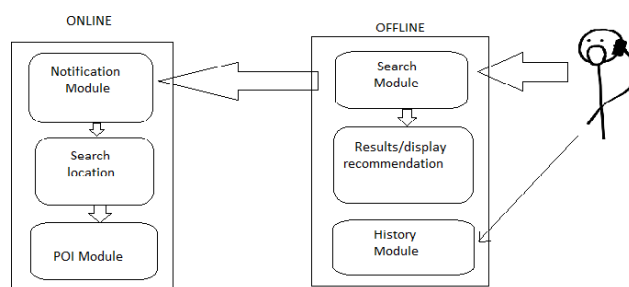 ONLINE
Notification
Module
Search
location
POI Module
OFFLINE
Search
Module
Results/display
recommendation
History
Module